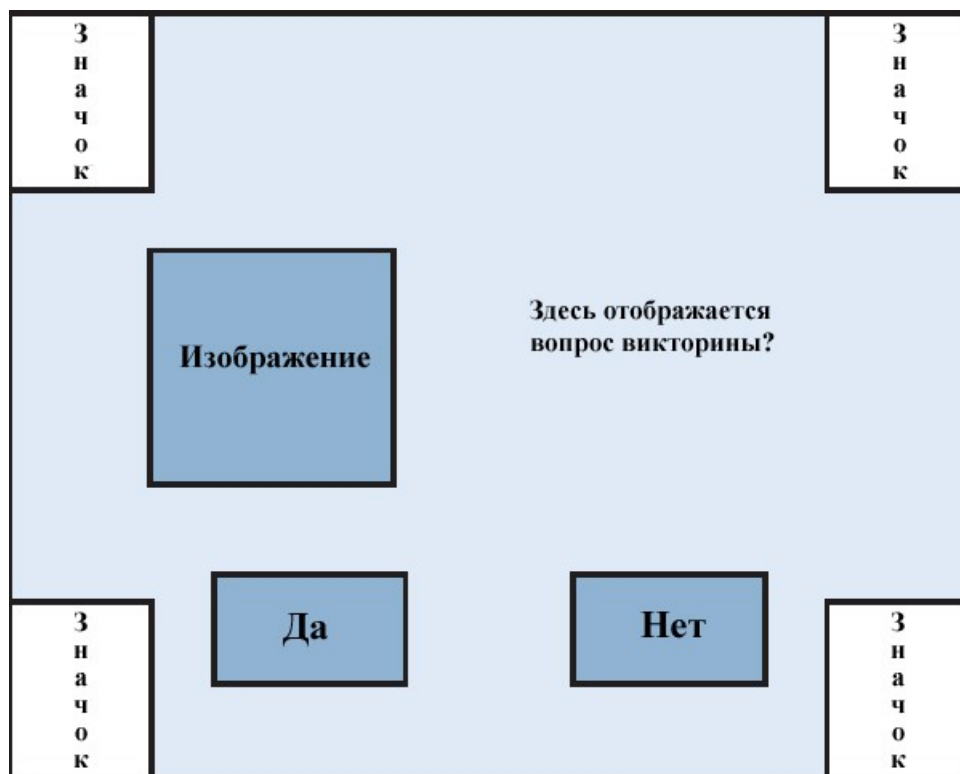 Значок
Значок
Изображение
Здесь отображается
вопрос викторины?
Да
Нет
Значок
Значок